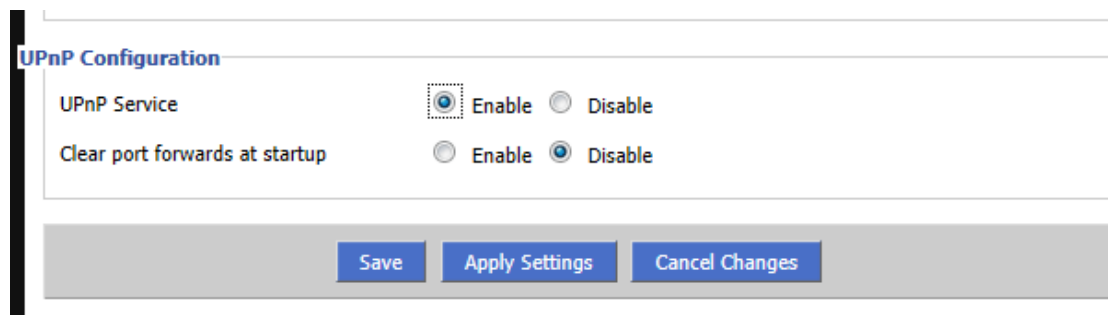 UPnP Configuration
UPnP Service Enable Disable
Clear port forwards at startup Enable Disable
Save Apply Settings Cancel Changes